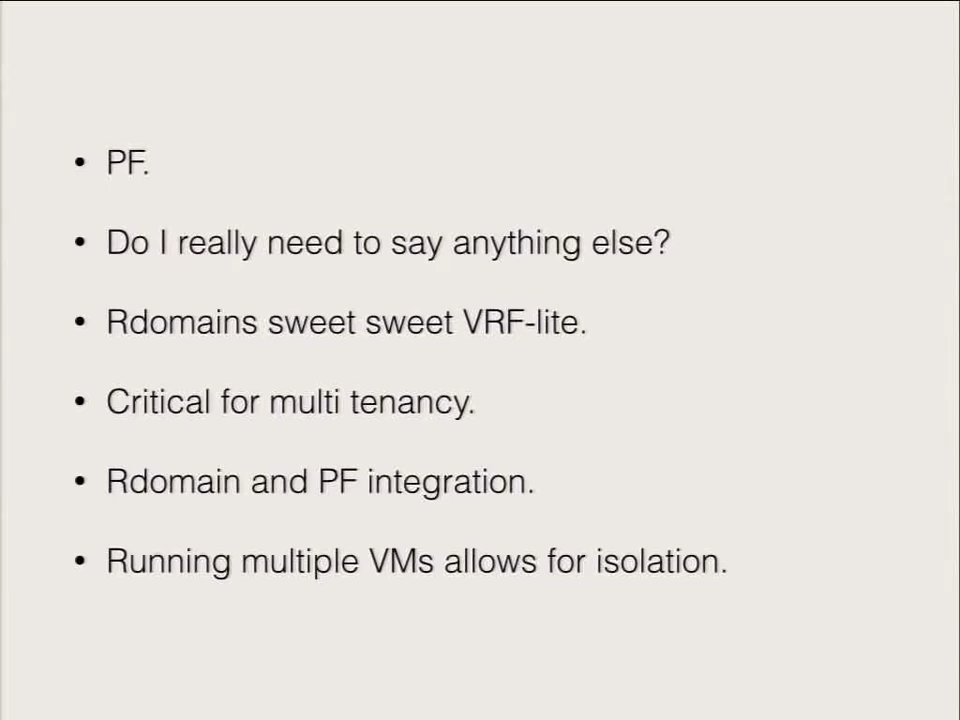 • PF.
• Do I really need to say anything else?
• Rdomains sweet sweet VRF-lite.
• Critical for multi tenancy.
• Rdomain and PF integration.
• Running multiple VMs allows for isolation.